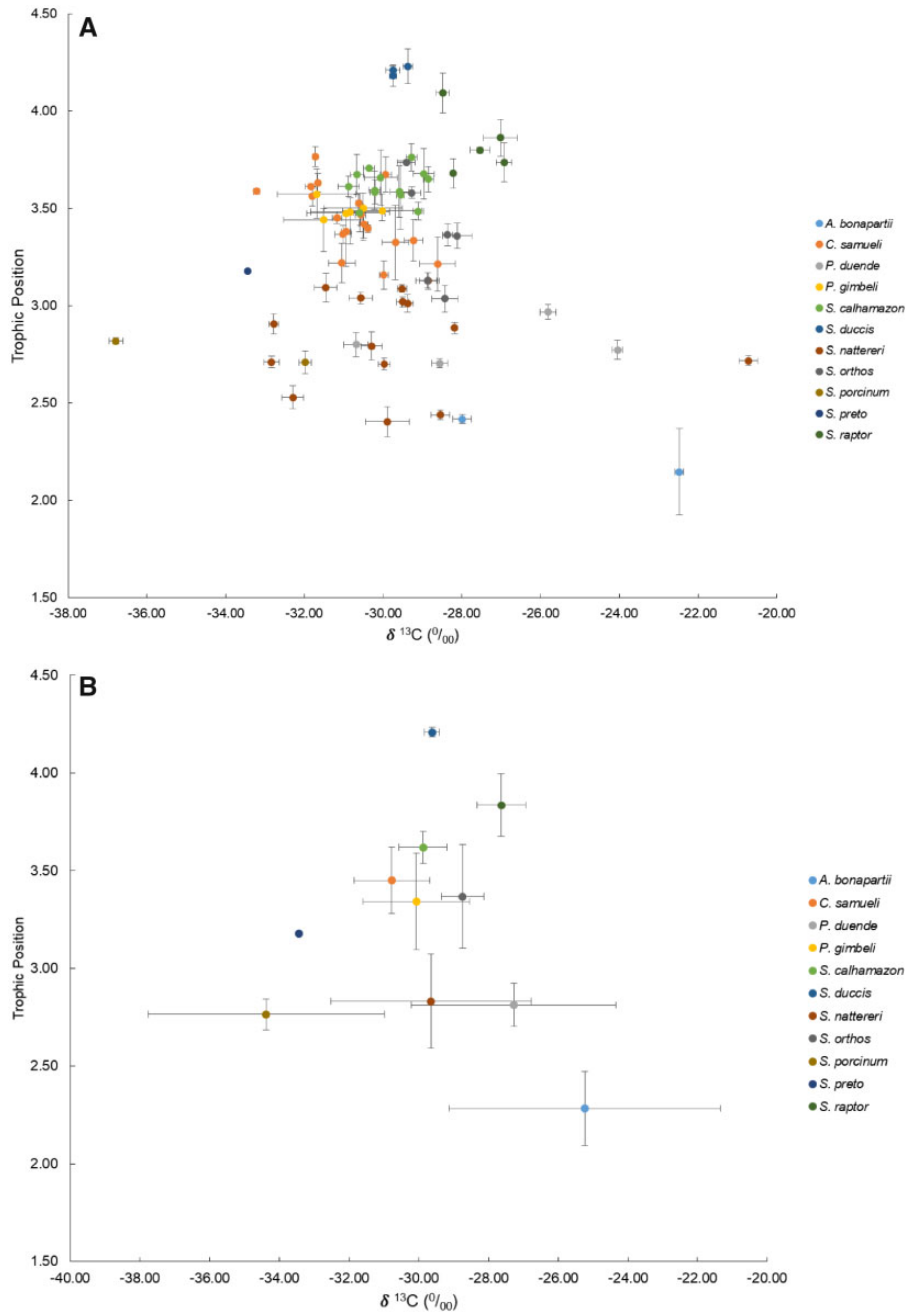 A
4.50
4.00
3.50
3.00
2.50
2.00
1.50
Trophic Position
-38.00 -36.00 -34.00 -32.00 -30.00 -28.00 -26.00 -24.00 -22.00 -20.00
δ ¹³C (⁰/₀₀)
A. bonapartii
C. samueli
P. duende
P. gimbeli
S. calhamazon
S. duccis
S. nattereri
S. orthos
S. porcinum
S. preto
S. raptor
B
4.50
4.00
3.50
3.00
2.50
2.00
1.50
Trophic Position
-40.00 -38.00 -36.00 -34.00 -32.00 -30.00 -28.00 -26.00 -24.00 -22.00 -20.00
δ ¹³C (⁰/₀₀)
A. bonapartii
C. samueli
P. duende
P. gimbeli
S. calhamazon
S. duccis
S. nattereri
S. orthos
S. porcinum
S. preto
S. raptor